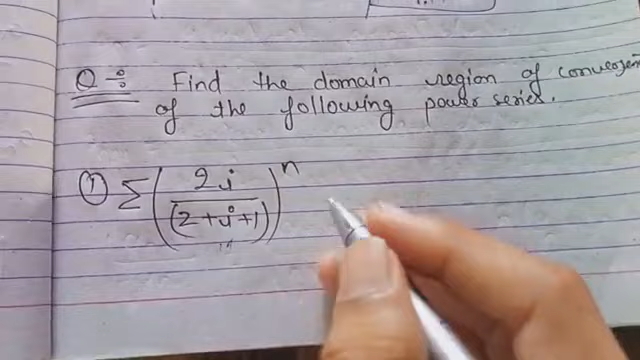 Q ÷ Find the domain region of convergen
of the following power series.
① Σ (2i / (z+i+1))^n